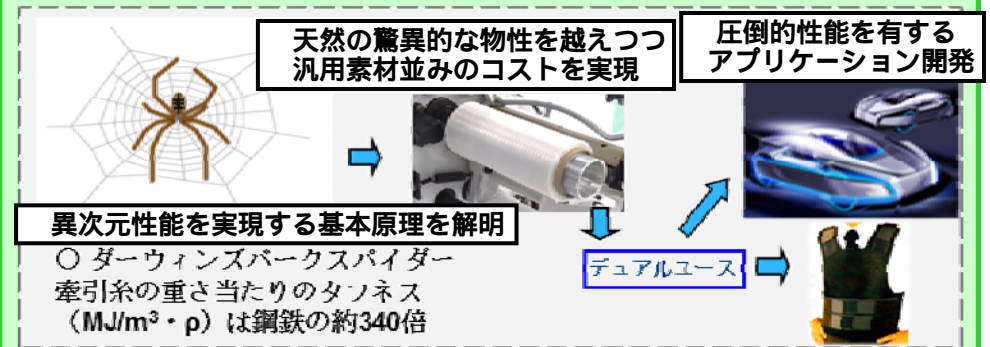 天然の驚異的な物性を越えつつ
汎用素材並みのコストを実現
圧倒的性能を有する
アプリケーション開発
異次元性能を実現する基本原理を解明
○ ダーウィンズバークスパイダー
牽引糸の重さ当たりのタフネス
（MJ/m³・ρ）は鋼鉄の約340倍
デュアルユース